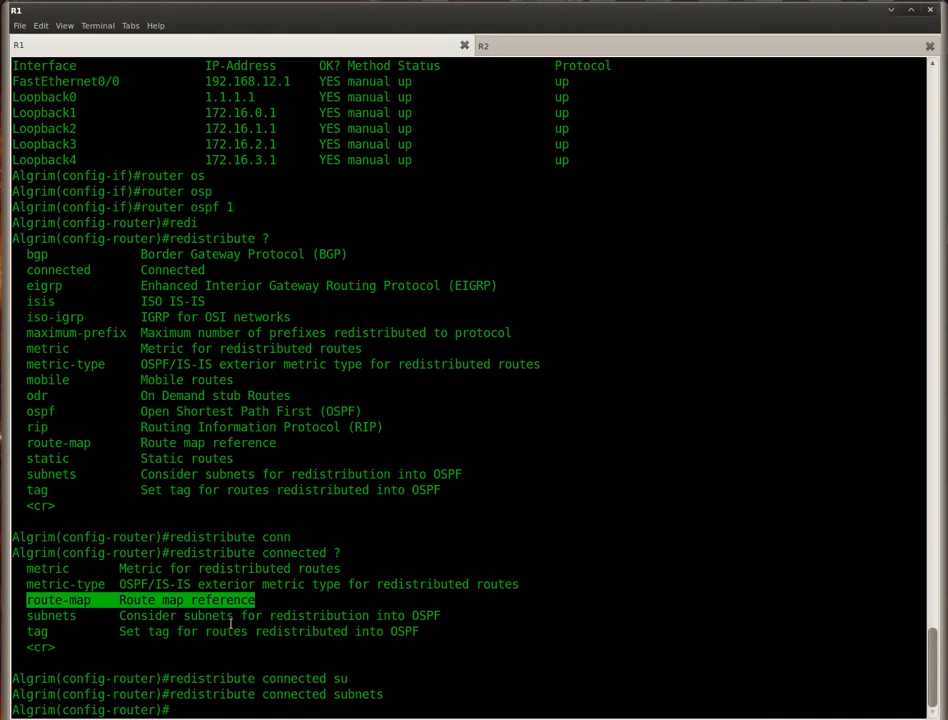 R1
File Edit View Terminal Tabs Help
R1 R2
Interface IP-Address OK? Method Status Protocol
FastEthernet0/0 192.168.12.1 YES manual up up
Loopback0 1.1.1.1 YES manual up up
Loopback1 172.16.0.1 YES manual up up
Loopback2 172.16.1.1 YES manual up up
Loopback3 172.16.2.1 YES manual up up
Loopback4 172.16.3.1 YES manual up up
Algrim(config-if)#router os
Algrim(config-if)#router osp
Algrim(config-if)#router ospf 1
Algrim(config-router)#redi
Algrim(config-router)#redistribute ?
bgp Border Gateway Protocol (BGP)
connected Connected
eigrp Enhanced Interior Gateway Routing Protocol (EIGRP)
isis ISO IS-IS
iso-igrp IGRP for OSI networks
maximum-prefix Maximum number of prefixes redistributed to protocol
metric Metric for redistributed routes
metric-type OSPF/IS-IS exterior metric type for redistributed routes
mobile Mobile routes
odr On Demand stub Routes
ospf Open Shortest Path First (OSPF)
rip Routing Information Protocol (RIP)
route-map Route map reference
static Static routes
subnets Consider subnets for redistribution into OSPF
tag Set tag for routes redistributed into OSPF
<cr>
Algrim(config-router)#redistribute conn
Algrim(config-router)#redistribute connected ?
metric Metric for redistributed routes
metric-type OSPF/IS-IS exterior metric type for redistributed routes
route-map Route map reference
subnets Consider subnets for redistribution into OSPF
tag Set tag for routes redistributed into OSPF
<cr>
Algrim(config-router)#redistribute connected su
Algrim(config-router)#redistribute connected subnets
Algrim(config-router)#